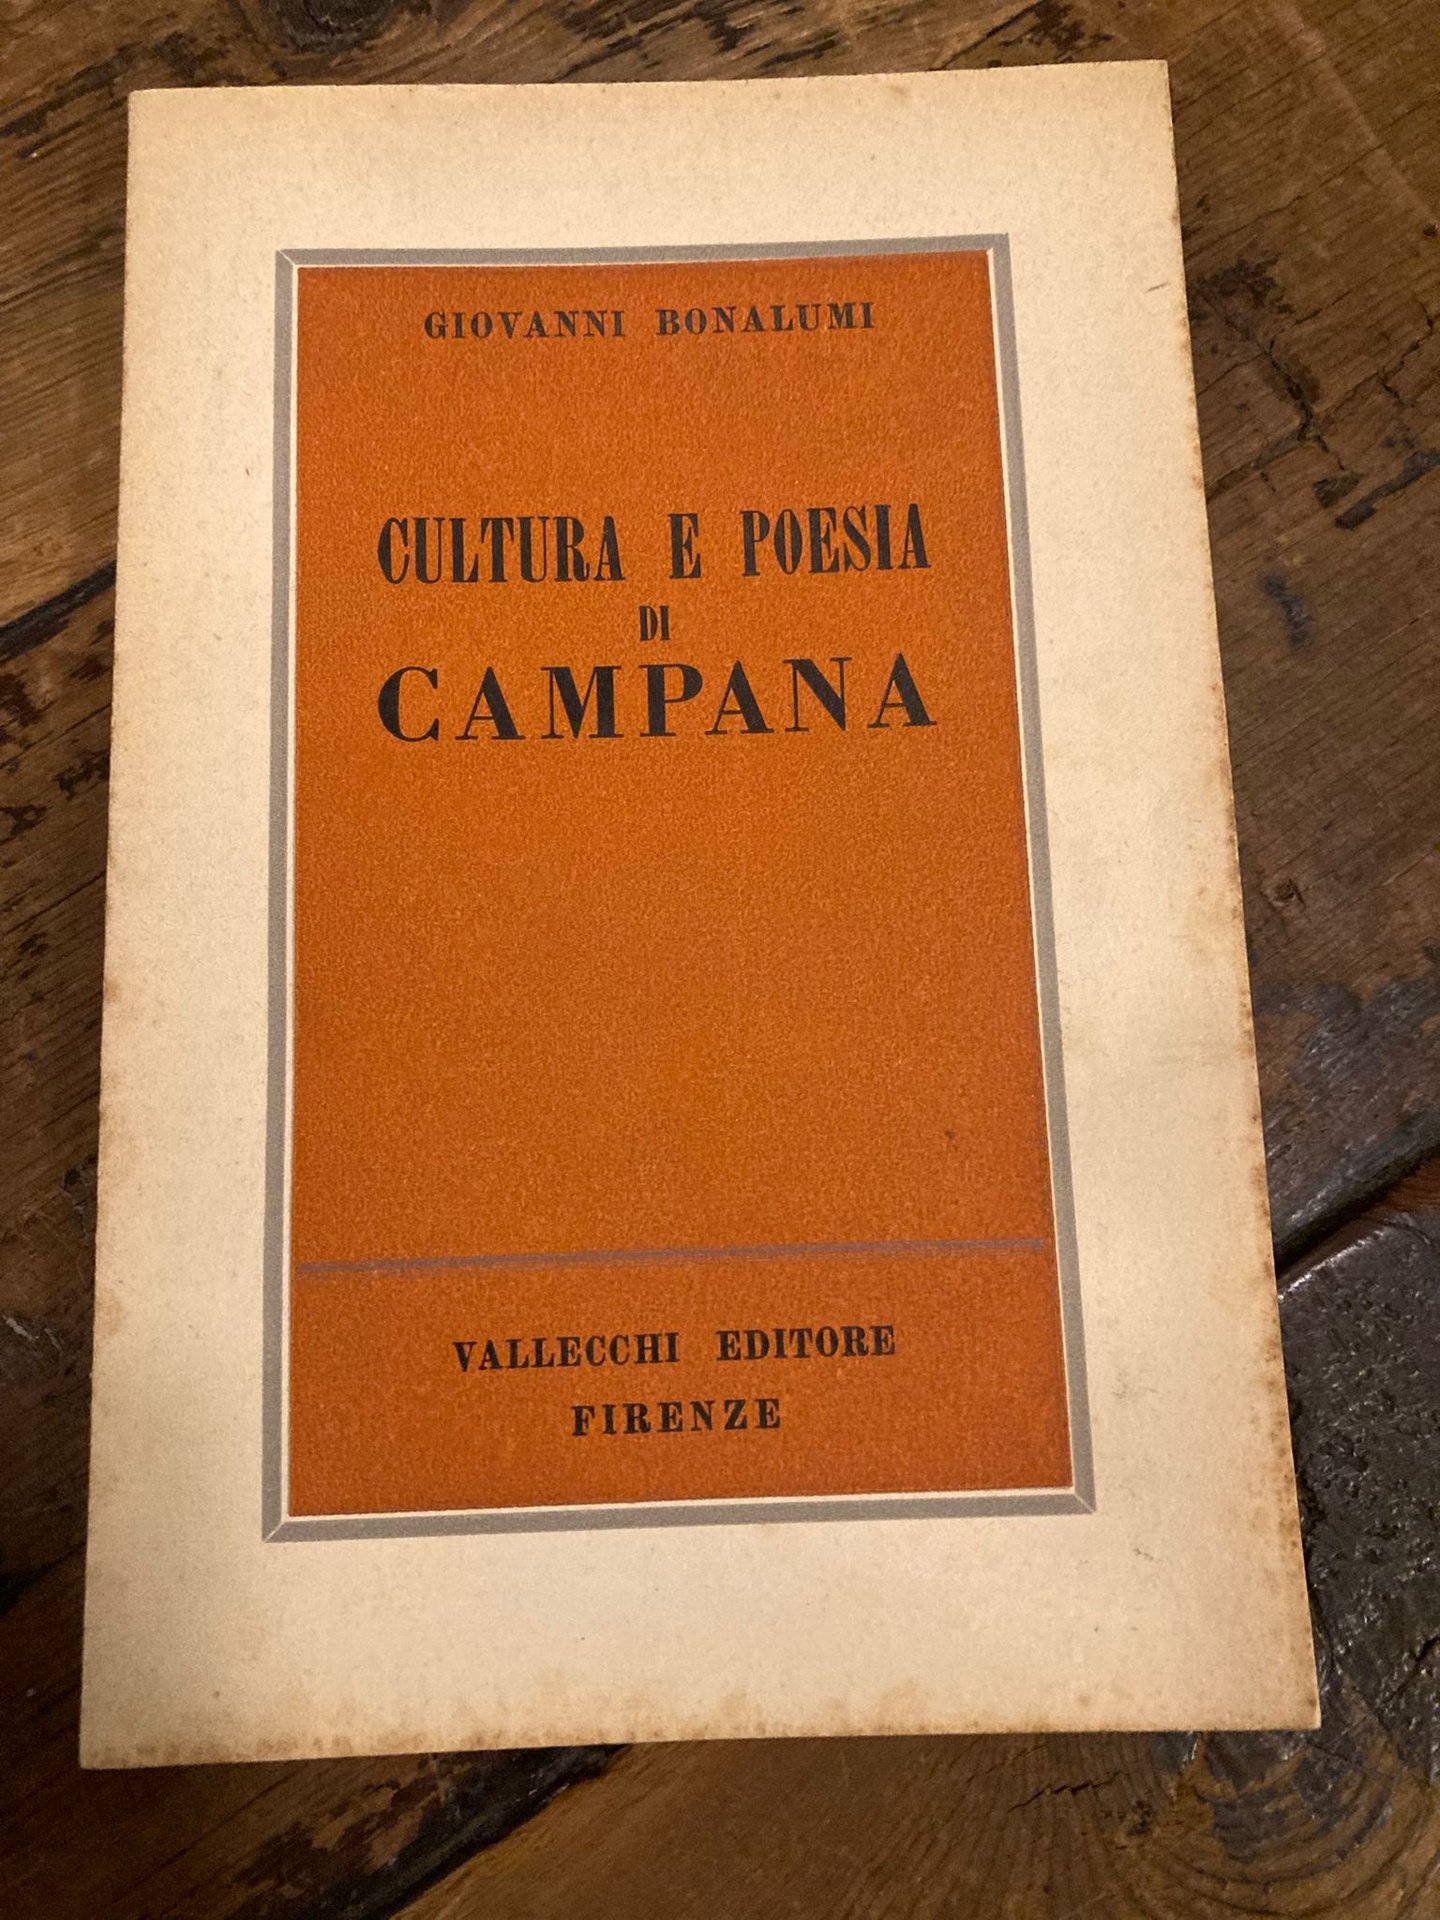 GIOVANNI BONALUMI
CULTURA E POESIA
DI
CAMPANA
VALLECCHI EDITORE
FIRENZE